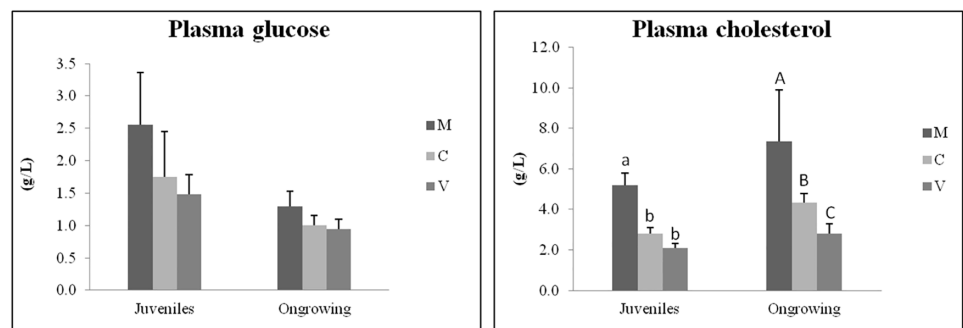 Plasma glucose
3.5
3.0
2.5
2.0
1.5
1.0
0.5
0.0
(g/L)
Juveniles
Ongrowing
M
C
V
Plasma cholesterol
12.0
10.0
8.0
6.0
4.0
2.0
0.0
(g/L)
a
b
b
A
B
C
Juveniles
Ongrowing
M
C
V